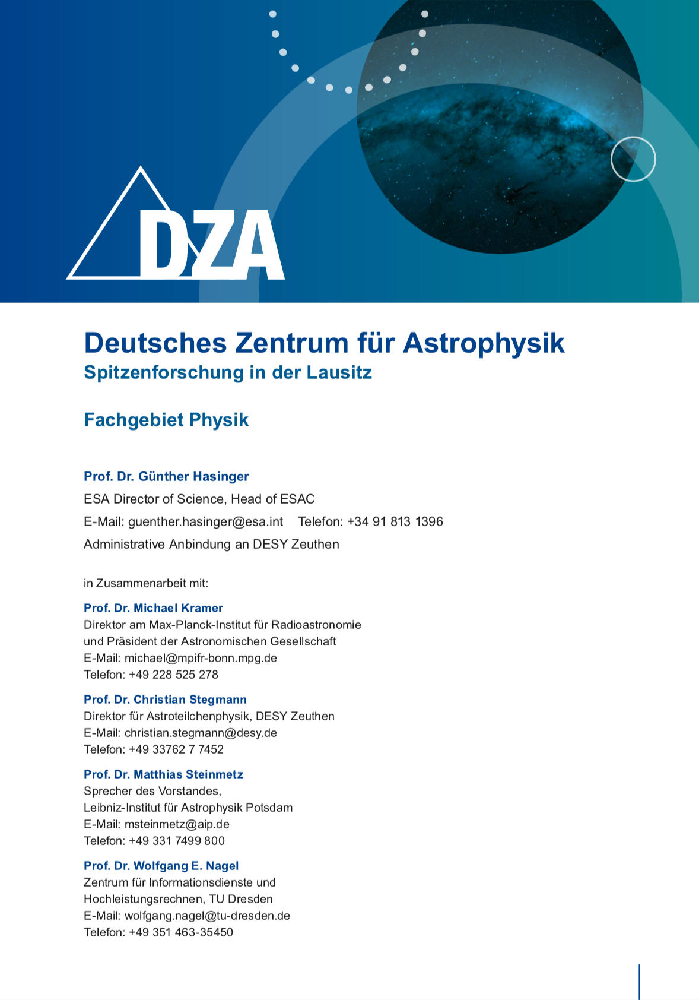 DZA
Deutsches Zentrum für Astrophysik
Spitzenforschung in der Lausitz
Fachgebiet Physik
Prof. Dr. Günther Hasinger
ESA Director of Science, Head of ESAC
E-Mail: guenther.hasinger@esa.int Telefon: +34 91 813 1396
Administrative Anbindung an DESY Zeuthen
in Zusammenarbeit mit:
Prof. Dr. Michael Kramer
Direktor am Max-Planck-Institut für Radioastronomie
und Präsident der Astronomischen Gesellschaft
E-Mail: michael@mpifr-bonn.mpg.de
Telefon: +49 228 525 278
Prof. Dr. Christian Stegmann
Direktor für Astroteilchenphysik, DESY Zeuthen
E-Mail: christian.stegmann@desy.de
Telefon: +49 33762 7 7452
Prof. Dr. Matthias Steinmetz
Sprecher des Vorstandes,
Leibniz-Institut für Astrophysik Potsdam
E-Mail: msteinmetz@aip.de
Telefon: +49 331 7499 800
Prof. Dr. Wolfgang E. Nagel
Zentrum für Informationsdienste und
Hochleistungsrechnen, TU Dresden
E-Mail: wolfgang.nagel@tu-dresden.de
Telefon: +49 351 463-35450